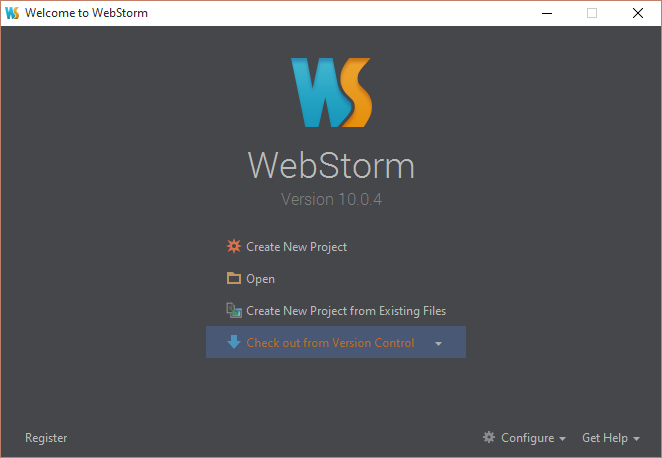 Welcome to WebStorm
WS
WebStorm
Version 10.0.4
Create New Project
Open
Create New Project from Existing Files
Check out from Version Control
Register
Configure
Get Help